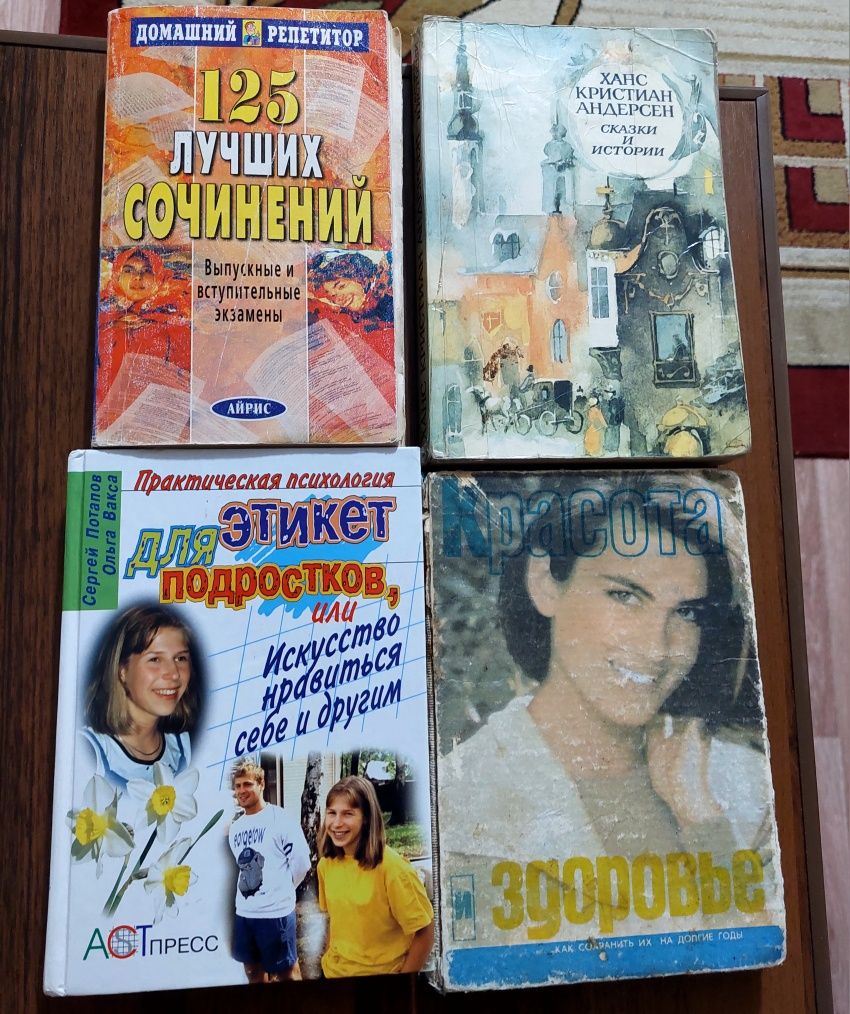 ДОМАШНИЙ РЕПЕТИТОР
125
ЛУЧШИХ
СОЧИНЕНИЙ
Выпускные и
вступительные
экзамены
АЙРИС
ХАНС
КРИСТИАН
АНДЕРСЕН
СКАЗКИ
И
ИСТОРИИ
Сергей Потапов
Ольга Вакса
Практическая психология
ЭТИКЕТ
ДЛЯ
ПОДРОСТКОВ,
или
Искусство
нравиться
себе и другим
АСТ ПРЕСС
Красота
и здоровье
КАК СОХРАНИТЬ ИХ НА ДОЛГИЕ ГОДЫ